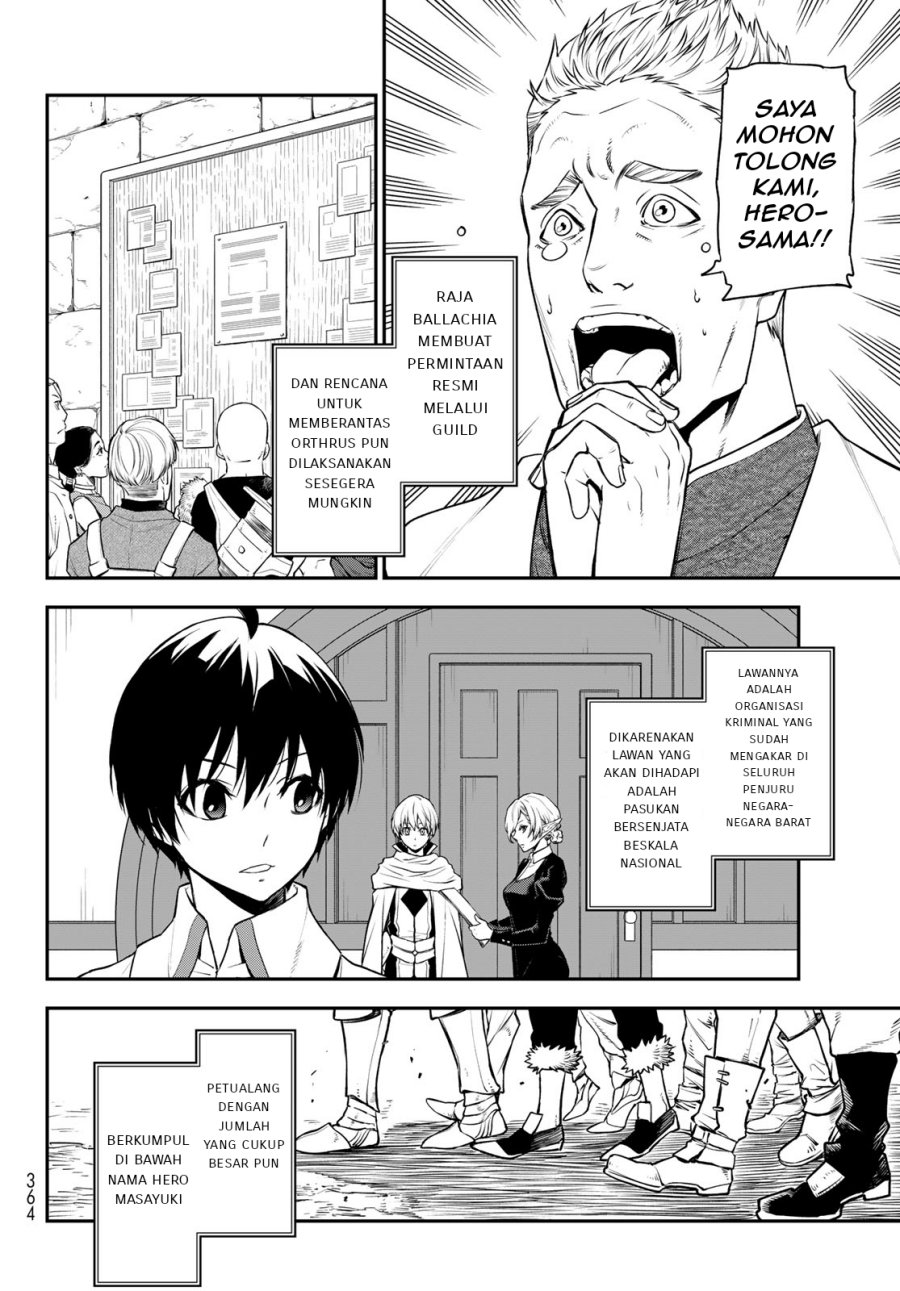 SAYA
MOHON
TOLONG
KAMI,
HERO-
SAMA!!
RAJA
BALLACHIA
MEMBUAT
PERMINTAAN
RESMI
MELALUI
GUILD
DAN RENCANA
UNTUK
MEMBERANTAS
ORTHRUS PUN
DILAKSANAKAN
SESEGERA
MUNGKIN
LAWANNYA
ADALAH
ORGANISASI
KRIMINAL YANG
SUDAH
MENGAKAR DI
SELURUH
PENJURU
NEGARA-
NEGARA BARAT
DIKARENAKAN
LAWAN YANG
AKAN DIHADAPI
ADALAH
PASUKAN
BERSENJATA
BESKALA
NASIONAL
PETUALANG
DENGAN
JUMLAH
YANG CUKUP
BESAR PUN
BERKUMPUL
DI BAWAH
NAMA HERO
MASAYUKI
364